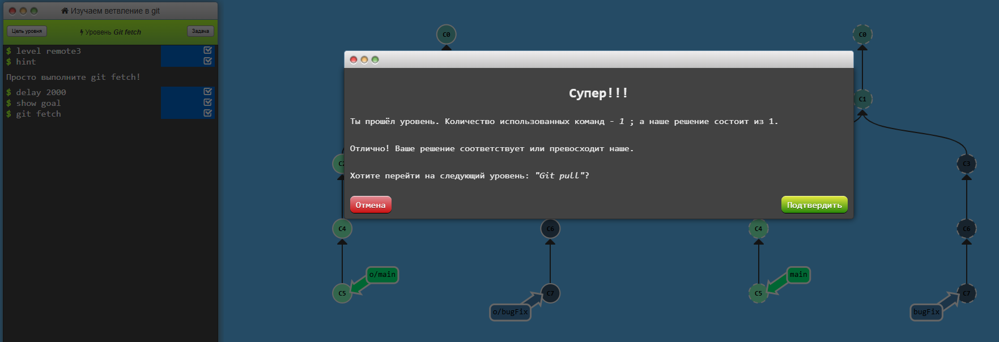 Изучаем ветвление в git
Цель уровня
Уровень Git fetch
Задача
$ level remote3
$ hint
Просто выполните git fetch!
$ delay 2000
$ show goal
$ git fetch
C0
C0
Супер!!!
C1
Ты прошёл уровень. Количество использованных команд - 1 ; а наше решение состоит из 1.
Отлично! Ваше решение соответствует или превосходит наше.
C3
Хотите перейти на следующий уровень: "Git pull"?
Отмена
Подтвердить
C4
C6
C4
C6
o/main
main
C5
C7
C5
C7
o/bugFix
bugFix